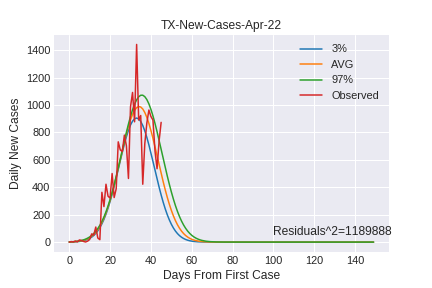 TX-New-Cases-Apr-22
1400
1200
1000
800
600
400
200
0
Daily New Cases
3%
AVG
97%
Observed
Residuals^2=1189888
0 20 40 60 80 100 120 140
Days From First Case